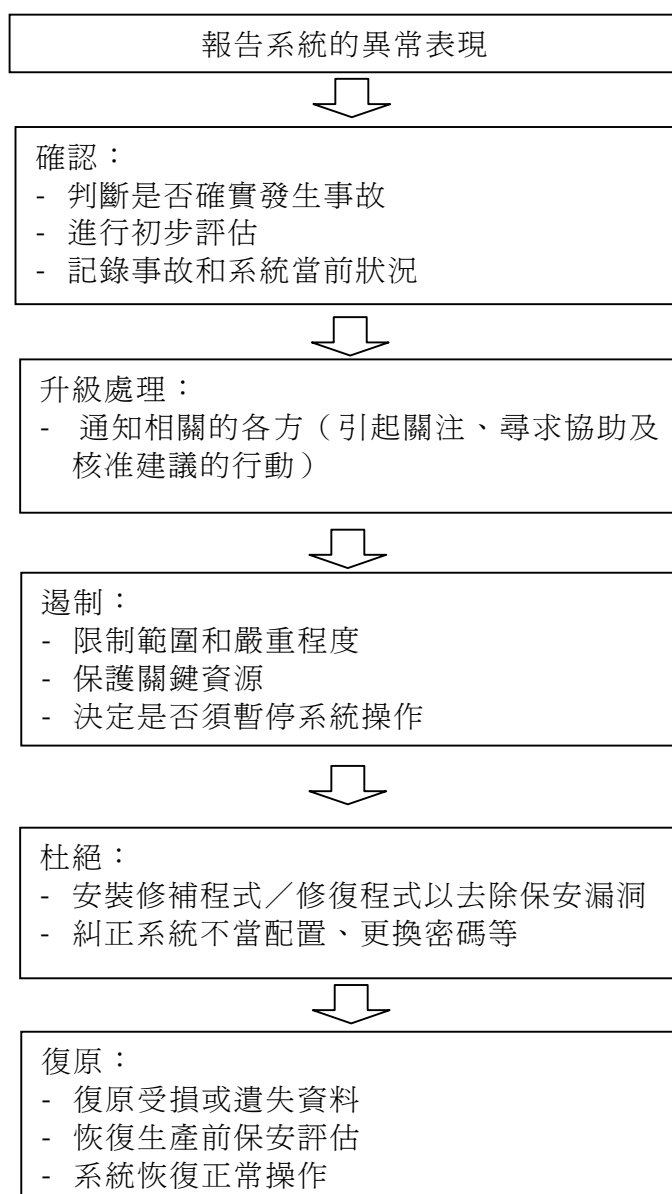 報告系統的異常表現
確認：
- 判斷是否確實發生事故
- 進行初步評估
- 記錄事故和系統當前狀況
升級處理：
- 通知相關的各方（引起關注、尋求協助及
核准建議的行動）
遏制：
- 限制範圍和嚴重程度
- 保護關鍵資源
- 決定是否須暫停系統操作
杜絕：
- 安裝修補程式／修復程式以去除保安漏洞
- 糾正系統不當配置、更換密碼等
復原：
- 復原受損或遺失資料
- 恢復生產前保安評估
- 系統恢復正常操作